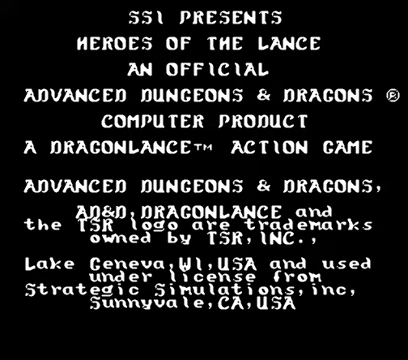 SSI PRESENTS
HEROES OF THE LANCE
AN OFFICIAL
ADVANCED DUNGEONS & DRAGONS ®
COMPUTER PRODUCT
A DRAGONLANCE™ ACTION GAME
ADVANCED DUNGEONS & DRAGONS,
AD&D,DRAGONLANCE and
the TSR logo are trademarks
owned by TSR,INC.,
Lake Geneva,WI,USA and used
under license from
Strategic Simulations,inc,
Sunnyvale,CA,USA